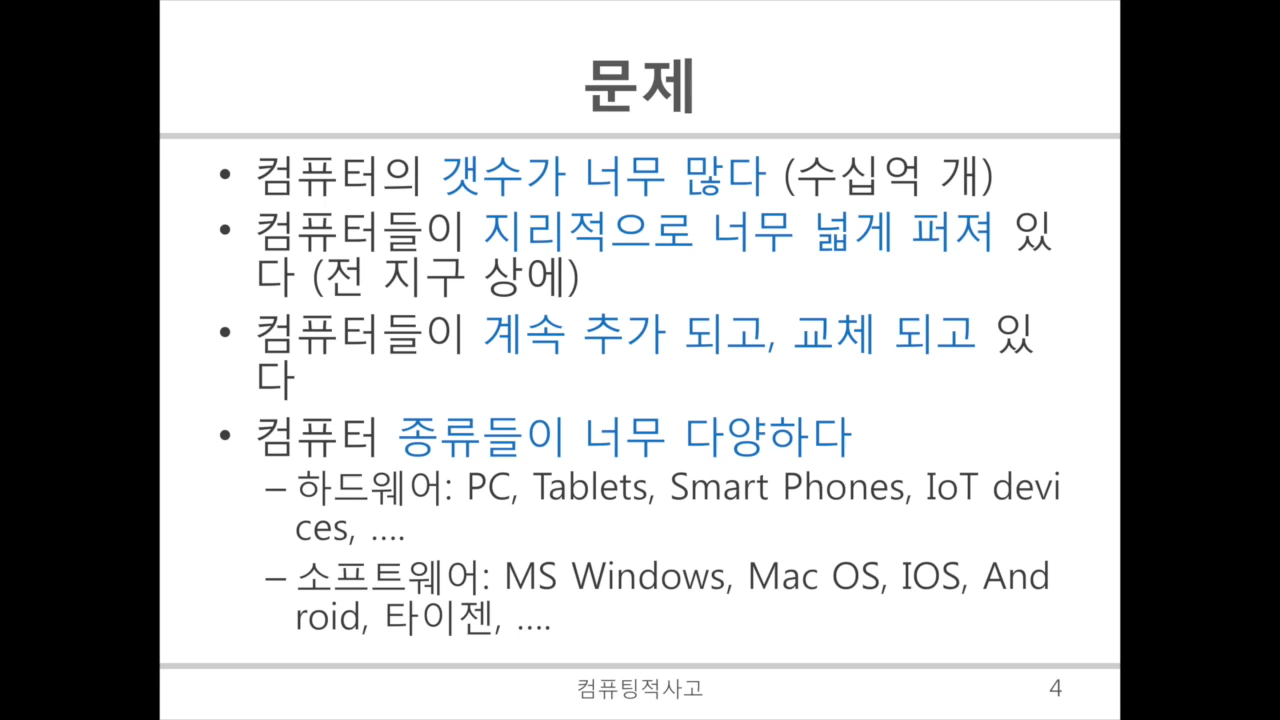 문제
• 컴퓨터의 갯수가 너무 많다 (수십억 개)
• 컴퓨터들이 지리적으로 너무 넓게 퍼져 있
다 (전 지구 상에)
• 컴퓨터들이 계속 추가 되고, 교체 되고 있
다
• 컴퓨터 종류들이 너무 다양하다
– 하드웨어: PC, Tablets, Smart Phones, IoT devi
ces, ....
– 소프트웨어: MS Windows, Mac OS, IOS, And
roid, 타이젠, ....
컴퓨팅적사고
4